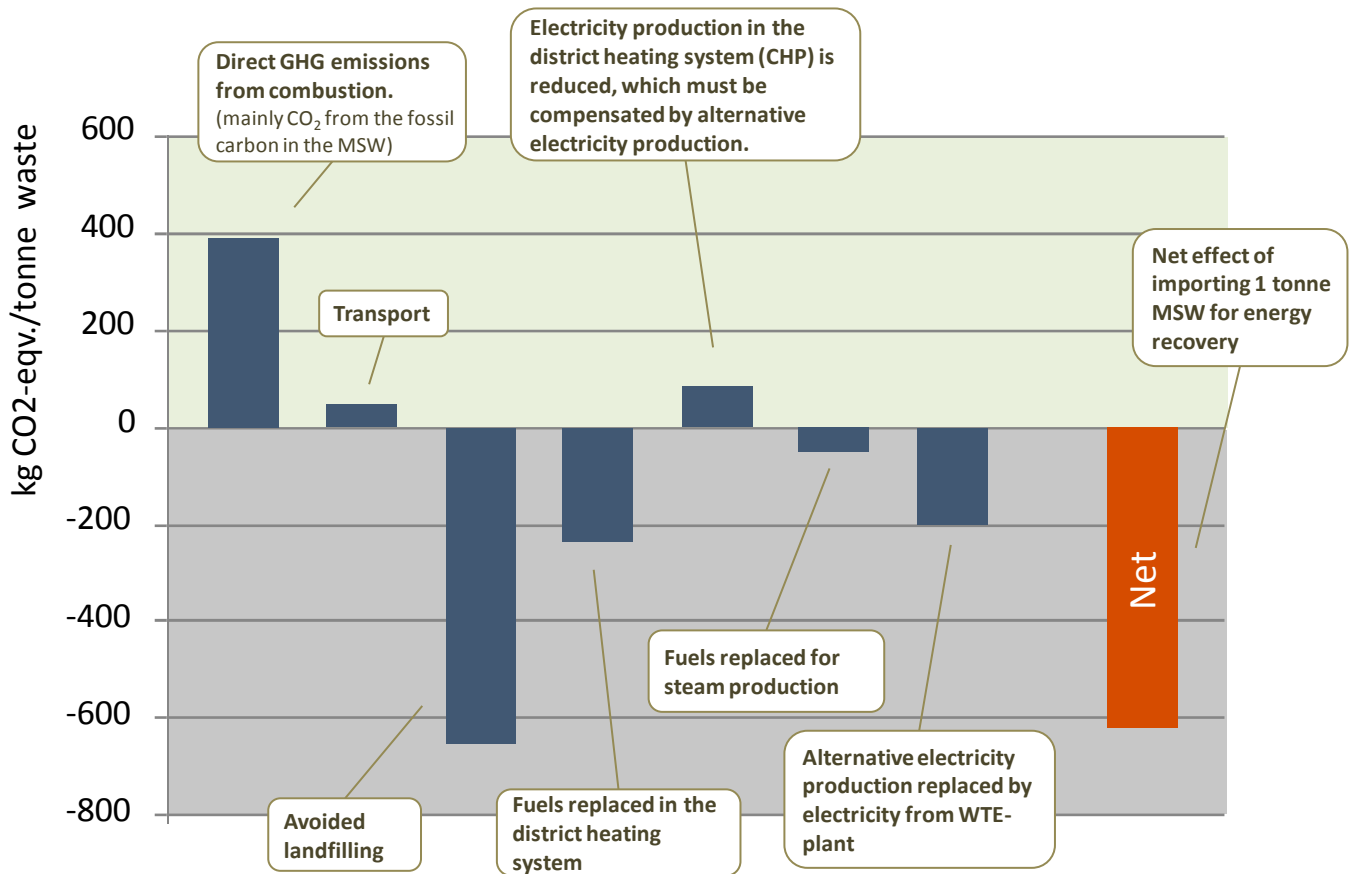 Direct GHG emissions
from combustion.
(mainly CO₂ from the fossil
carbon in the MSW)
Electricity production in the
district heating system (CHP) is
reduced, which must be
compensated by alternative
electricity production.
kg CO2-eqv./tonne waste
600
400
200
0
-200
-400
-600
-800
Transport
Net effect of
importing 1 tonne
MSW for energy
recovery
Net
Fuels replaced for
steam production
Avoided
landfilling
Fuels replaced in the
district heating
system
Alternative electricity
production replaced by
electricity from WTE-
plant